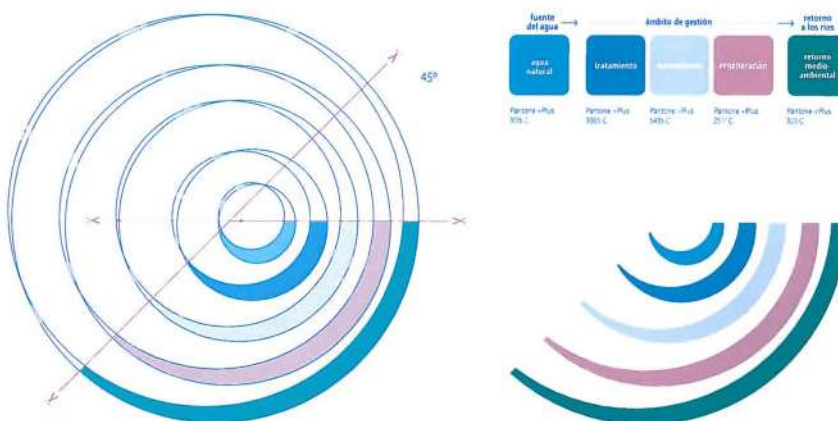 fuente
del agua
ámbito de gestión
retorno
a los ríos
agua
natural
tratamiento
regeneración
retorno
medio-
ambiental
Pantone +Plus
Pantone +Plus
Pantone +Plus
Pantone +Plus
Pantone +Plus
45º